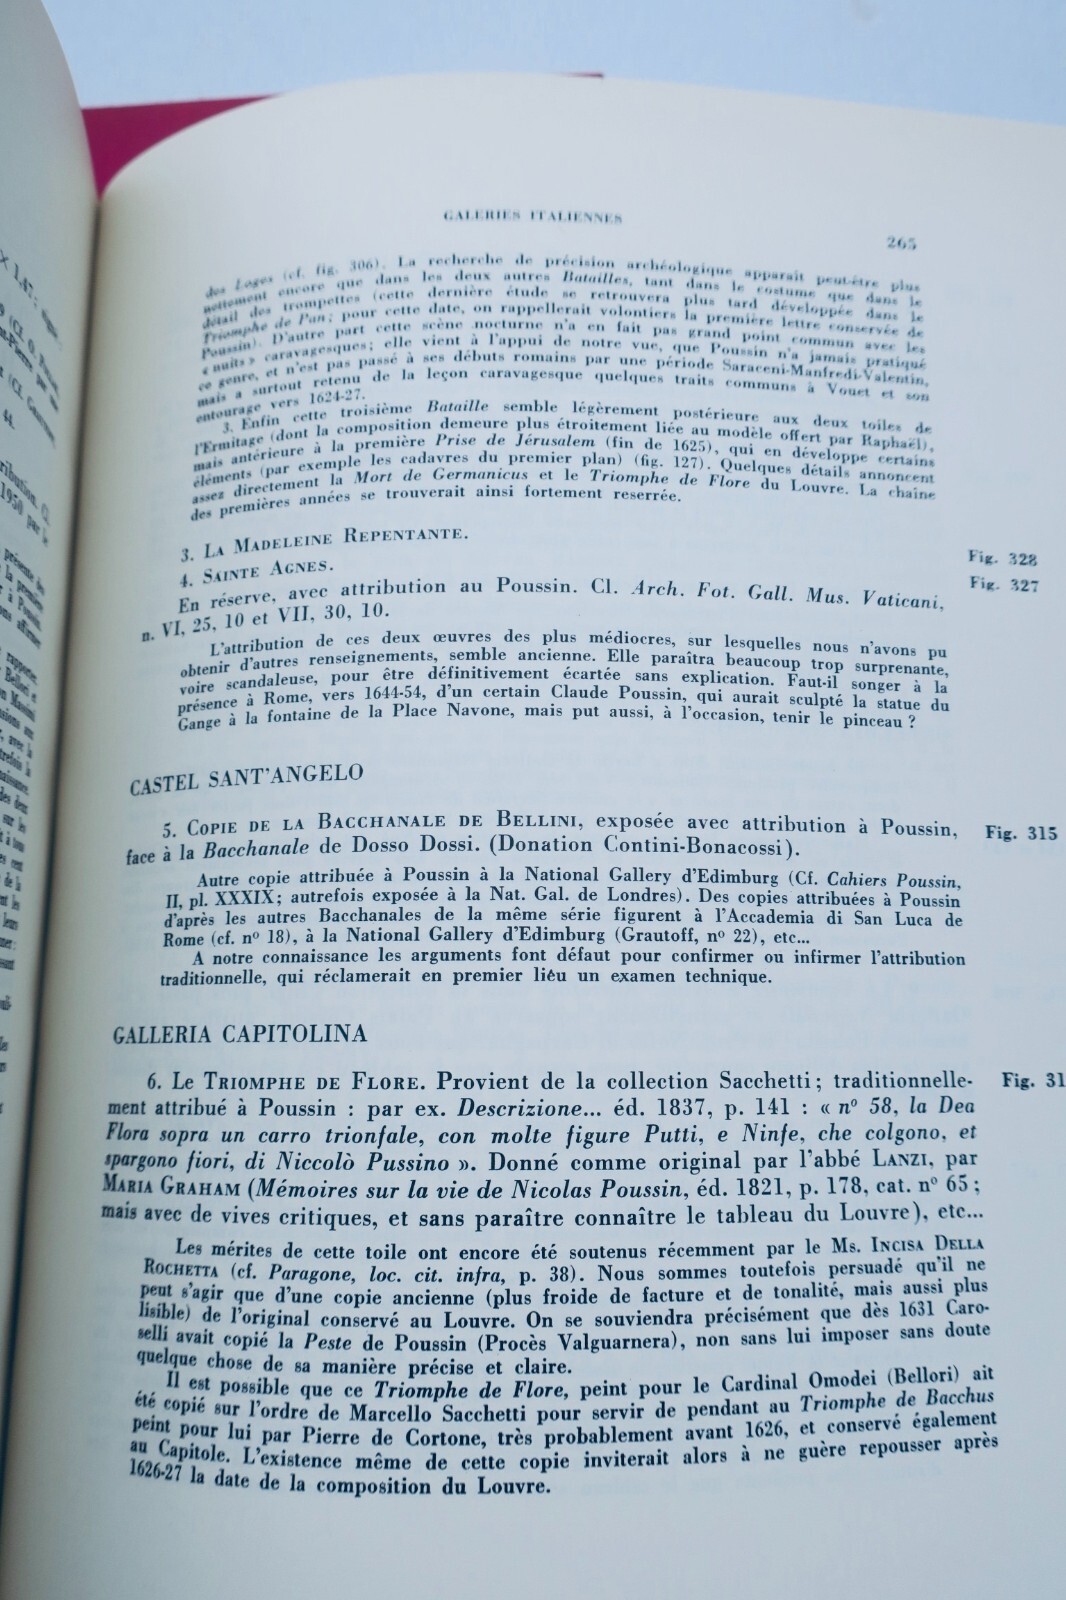 GALERIES ITALIENNES
265
des Loges (cf. fig. 306). La recherche de précision archéologique apparaît peut-être plus
nettement encore que dans les deux autres Batailles, tant dans le costume que dans le
détail des trompettes (cette dernière étude se retrouvera plus tard développée dans le
Triomphe de Pan; pour cette date, on rappellerait volontiers la première lettre conservée de
Poussin). D'autre part cette scène nocturne n'a en fait pas grand point commun avec les
« nuits » caravagesques; elle vient à l'appui de notre vue, que Poussin n'a jamais pratiqué
ce genre, et n'est pas passé à ses débuts romains par une période Saraceni-Manfredi-Valentin,
mais a surtout retenu de la leçon caravagesque quelques traits communs à Vouet et son
entourage vers 1624-27.
3. Enfin cette troisième Bataille semble légèrement postérieure aux deux toiles de
l'Ermitage (dont la composition demeure plus étroitement liée au modèle offert par Raphaël),
mais antérieure à la première Prise de Jérusalem (fin de 1625), qui en développe certains
éléments (par exemple les cadavres du premier plan) (fig. 127). Quelques détails annoncent
assez directement la Mort de Germanicus et le Triomphe de Flore du Louvre. La chaîne
des premières années se trouverait ainsi fortement reserrée.
3. LA MADELEINE REPENTANTE.
Fig. 328
4. SAINTE AGNES.
Fig. 327
En réserve, avec attribution au Poussin. Cl. Arch. Fot. Gall. Mus. Vaticani,
n. VI, 25, 10 et VII, 30, 10.
L'attribution de ces deux œuvres des plus médiocres, sur lesquelles nous n'avons pu
obtenir d'autres renseignements, semble ancienne. Elle paraîtra beaucoup trop surprenante,
voire scandaleuse, pour être définitivement écartée sans explication. Faut-il songer à la
présence à Rome, vers 1644-54, d'un certain Claude Poussin, qui aurait sculpté la statue du
Gange à la fontaine de la Place Navone, mais put aussi, à l'occasion, tenir le pinceau ?
CASTEL SANT'ANGELO
5. COPIE DE LA BACCHANALE DE BELLINI, exposée avec attribution à Poussin,
Fig. 315
face à la Bacchanale de Dosso Dossi. (Donation Contini-Bonacossi).
Autre copie attribuée à Poussin à la National Gallery d'Edimburg (Cf. Cahiers Poussin,
II, pl. XXXIX; autrefois exposée à la Nat. Gal. de Londres). Des copies attribuées à Poussin
d'après les autres Bacchanales de la même série figurent à l'Accademia di San Luca de
Rome (cf. nº 18), à la National Gallery d'Edimburg (Grautoff, nº 22), etc...
A notre connaissance les arguments font défaut pour confirmer ou infirmer l'attribution
traditionnelle, qui réclamerait en premier liêu un examen technique.
GALLERIA CAPITOLINA
6. LE TRIOMPHE DE FLORE. Provient de la collection Sacchetti; traditionnelle-
Fig. 31
ment attribué à Poussin : par ex. Descrizione... éd. 1837, p. 141 : « nº 58, la Dea
Flora sopra un carro trionfale, con molte figure Putti, e Ninfe, che colgono, et
spargono fiori, di Niccolò Pussino ». Donné comme original par l'abbé LANZI, par
MARIA GRAHAM (Mémoires sur la vie de Nicolas Poussin, éd. 1821, p. 178, cat. nº 65;
mais avec de vives critiques, et sans paraître connaître le tableau du Louvre), etc...
Les mérites de cette toile ont encore été soutenus récemment par le Ms. INCISA DELLA
ROCHETTA (cf. Paragone, loc. cit. infra, p. 38). Nous sommes toutefois persuadé qu'il ne
peut s'agir que d'une copie ancienne (plus froide de facture et de tonalité, mais aussi plus
lisible) de l'original conservé au Louvre. On se souviendra précisément que dès 1631 Caro-
selli avait copié la Peste de Poussin (Procès Valguarnera), non sans lui imposer sans doute
quelque chose de sa manière précise et claire.
Il est possible que ce Triomphe de Flore, peint pour le Cardinal Omodei (Bellori) ait
été copié sur l'ordre de Marcello Sacchetti pour servir de pendant au Triomphe de Bacchus
peint pour lui par Pierre de Cortone, très probablement avant 1626, et conservé également
au Capitole. L'existence même de cette copie inviterait alors à ne guère repousser après
1626-27 la date de la composition du Louvre.